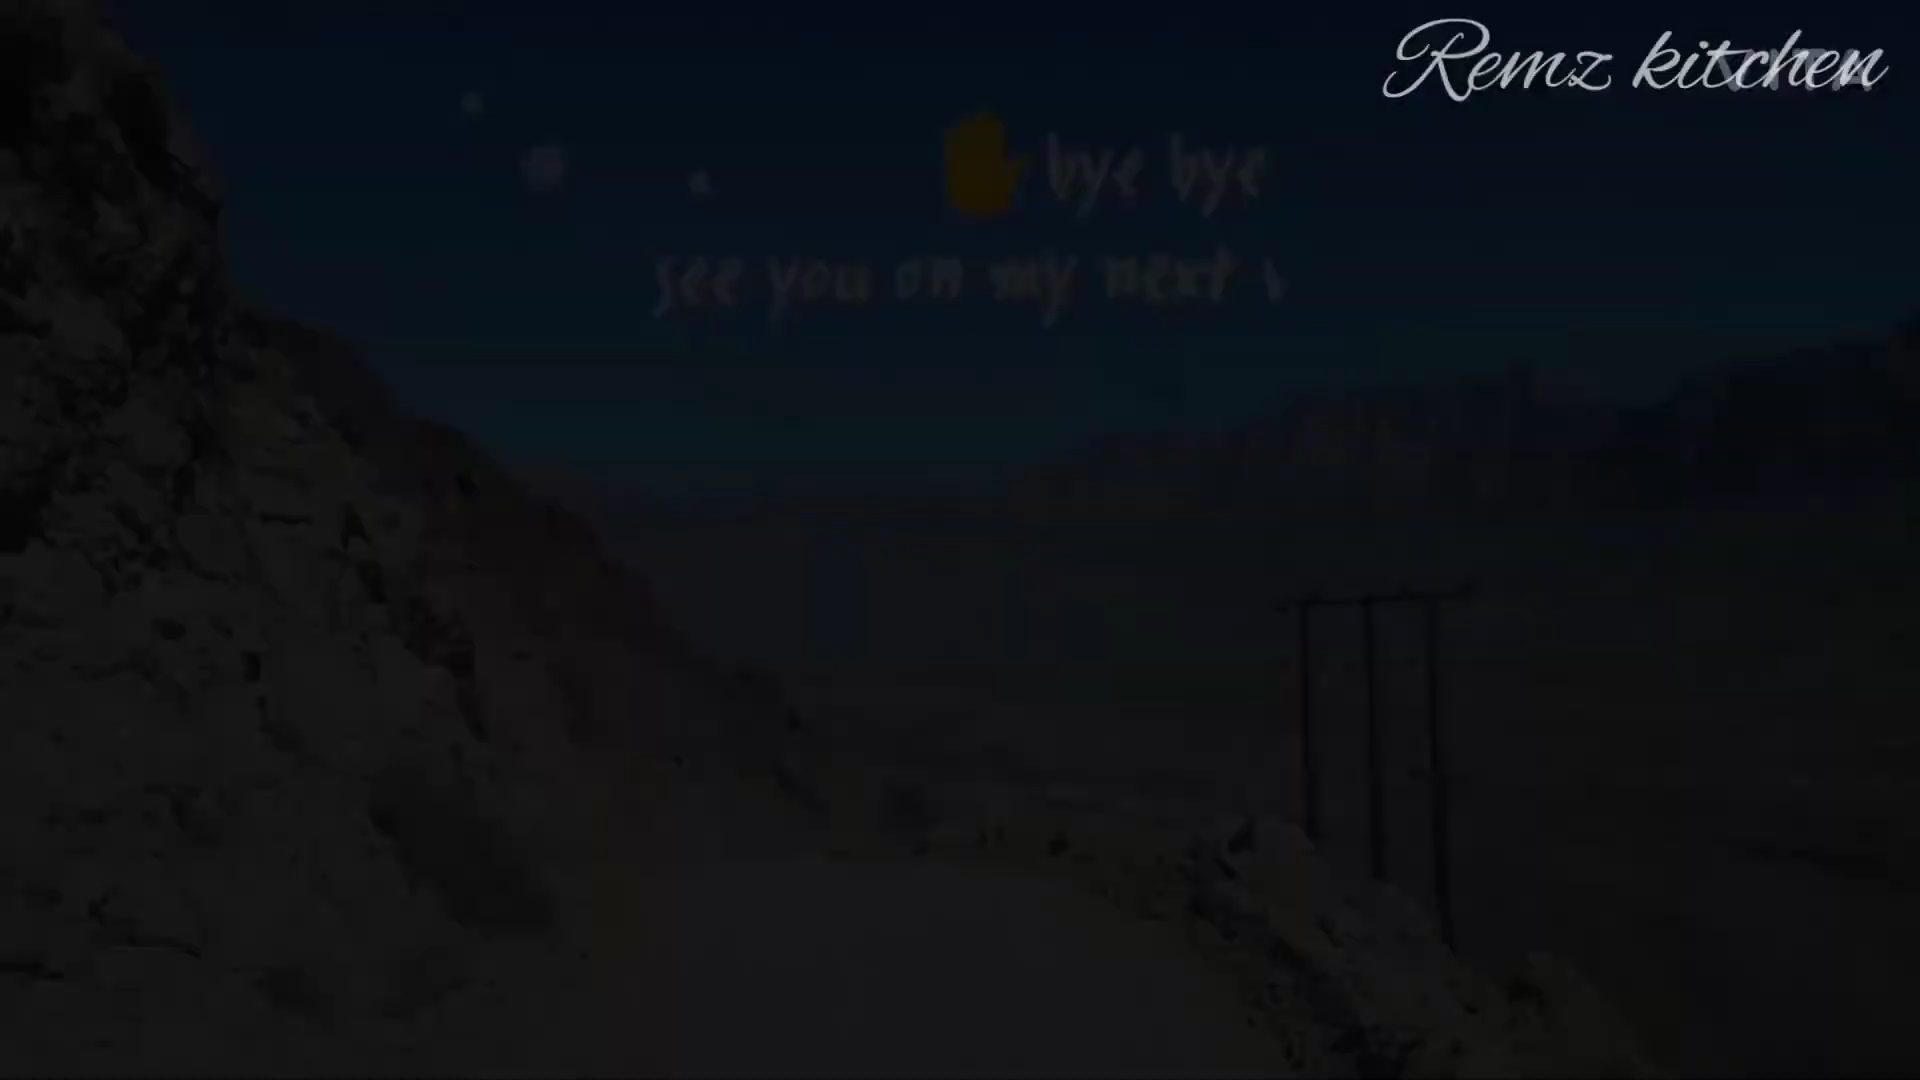 Remz kitchen
bye bye
see you on my next v